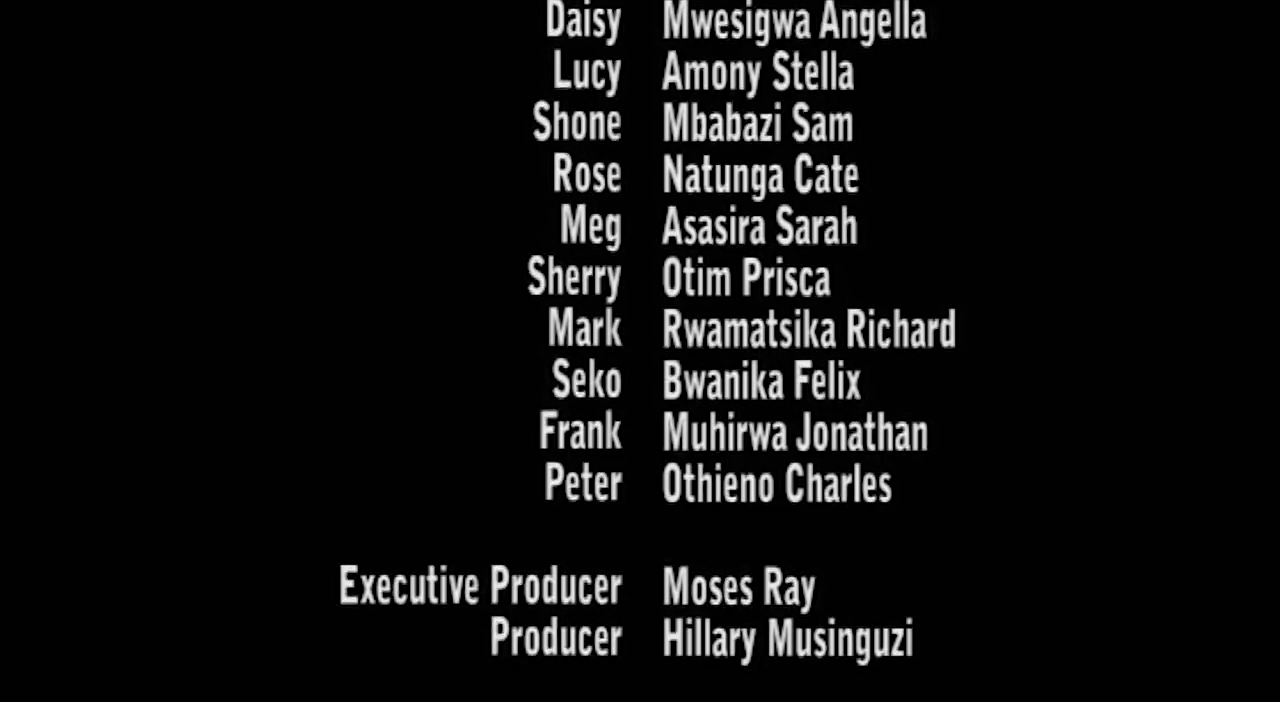 Daisy Mwesigwa Angella
Lucy Amony Stella
Shone Mbabazi Sam
Rose Natunga Cate
Meg Asasira Sarah
Sherry Otim Prisca
Mark Rwamatsika Richard
Seko Bwanika Felix
Frank Muhirwa Jonathan
Peter Othieno Charles
Executive Producer Moses Ray
Producer Hillary Musinguzi